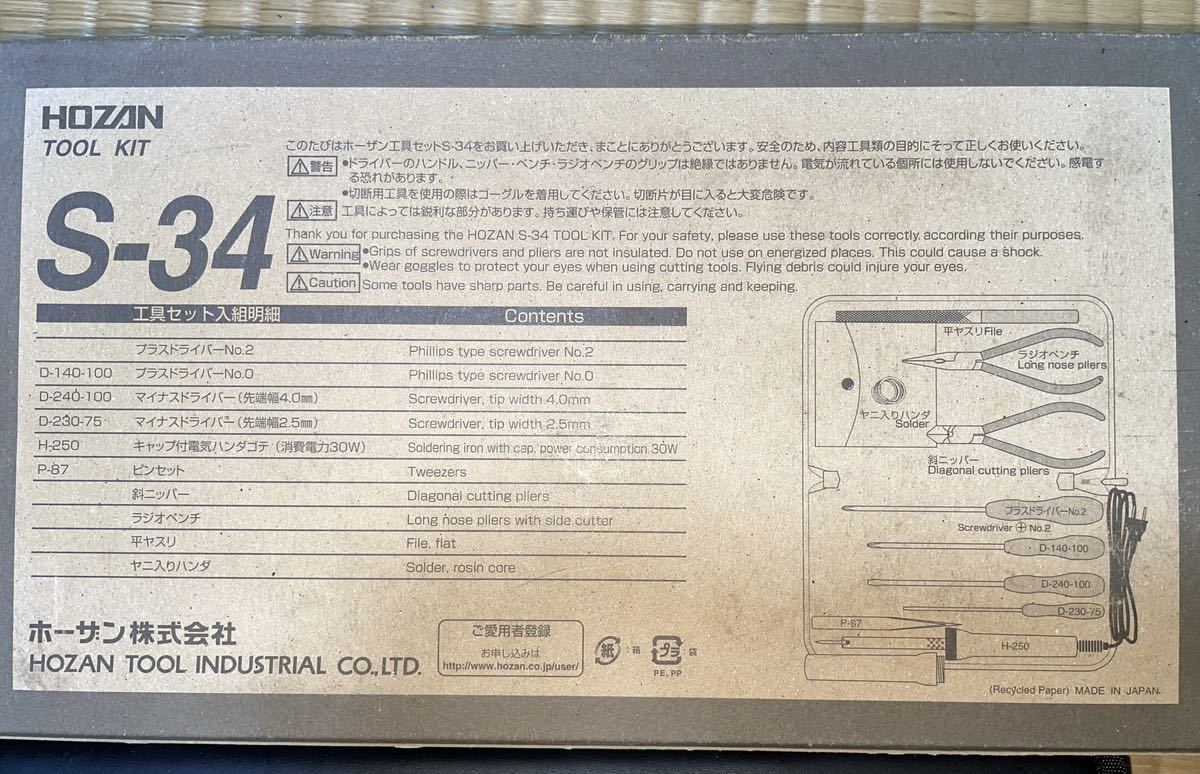 HOZAN
TOOL KIT
S-34
このたびはホーザン工具セットS-34をお買い上げいただき、まことにありがとうございます。安全のため、内容工具類の目的にそって正しくお使いください。
⚠警告 •ドライバーのハンドル、ニッパー・ペンチ・ラジオペンチのグリップは絶縁ではありません。電気が流れている個所には使用しないでください。感電す
る恐れがあります。
•切断用工具を使用の際はゴーグルを着用してください。切断片が目に入ると大変危険です。
⚠注意 工具によっては鋭利な部分があります。持ち運びや保管には注意してください。
Thank you for purchasing the HOZAN S-34 TOOL KIT. For your safety, please use these tools correctly, according their purposes.
⚠Warning •Grips of screwdrivers and pliers are not insulated. Do not use on energized places. This could cause a shock.
•Wear goggles to protect your eyes when using cutting tools. Flying debris could injure your eyes.
⚠Caution Some tools have sharp parts. Be careful in using, carrying and keeping.
工具セット入組明細 Contents
プラスドライバーNo.2 Phillips type screwdriver No.2
D-140-100 プラスドライバーNo.0 Phillips type screwdriver No.0
D-240-100 マイナスドライバー(先端幅4.0㎜) Screwdriver, tip width 4.0mm
D-230-75 マイナスドライバー(先端幅2.5㎜) Screwdriver, tip width 2.5mm
H-250 キャップ付電気ハンダゴテ(消費電力30W) Soldering iron with cap, power consumption 30W
P-87 ピンセット Tweezers
斜ニッパー Diagonal cutting pliers
ラジオペンチ Long nose pliers with side cutter
平ヤスリ File, flat
ヤニ入りハンダ Solder, rosin core
平ヤスリFile
ラジオペンチ
Long nose pliers
ヤニ入りハンダ
Solder
斜ニッパー
Diagonal cutting pliers
プラスドライバーNo.2
Screwdriver ⊕ No.2
D-140-100
D-240-100
D-230-75
P-87
H-250
ホーザン株式会社
HOZAN TOOL INDUSTRIAL CO.,LTD.
ご愛用者登録
お申し込みは
http://www.hozan.co.jp/user/
紙 :箱
プラ :袋
PE, PP
(Recycled Paper) MADE IN JAPAN.